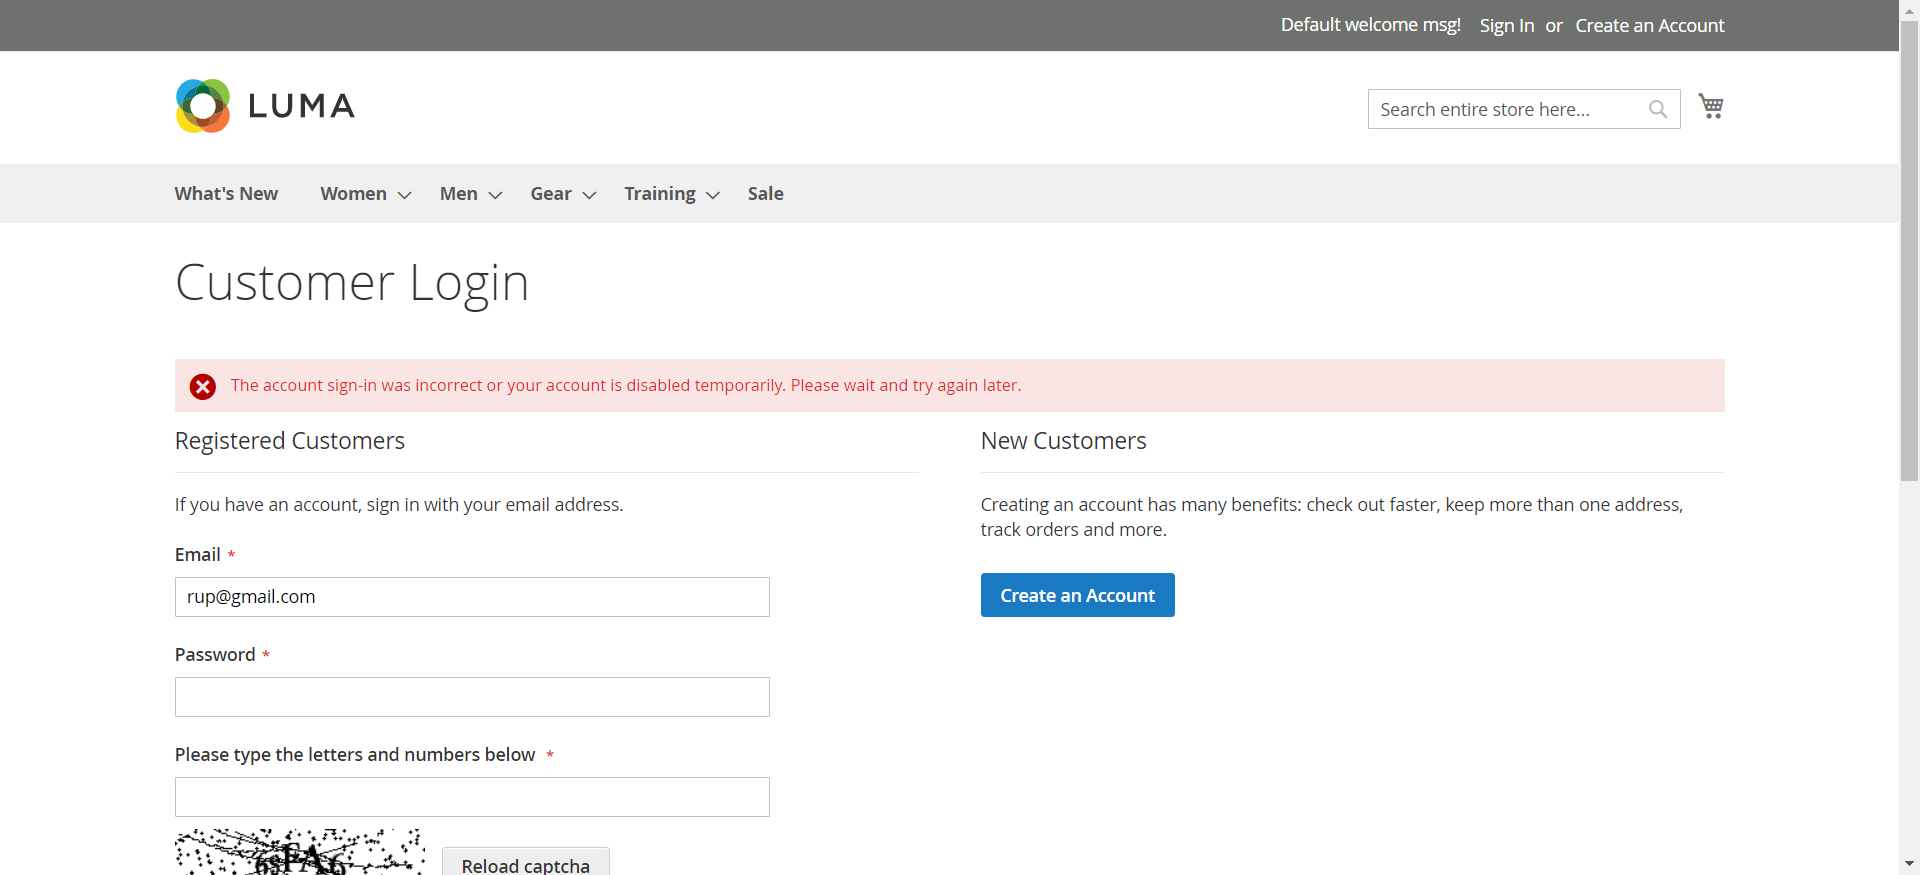 Default welcome msg! Sign In or Create an Account
LUMA
Search entire store here...
What's New Women Men Gear Training Sale
Customer Login
The account sign-in was incorrect or your account is disabled temporarily. Please wait and try again later.
Registered Customers
If you have an account, sign in with your email address.
Email *
rup@gmail.com
Password *
Please type the letters and numbers below *
Reload captcha
New Customers
Creating an account has many benefits: check out faster, keep more than one address,
track orders and more.
Create an Account